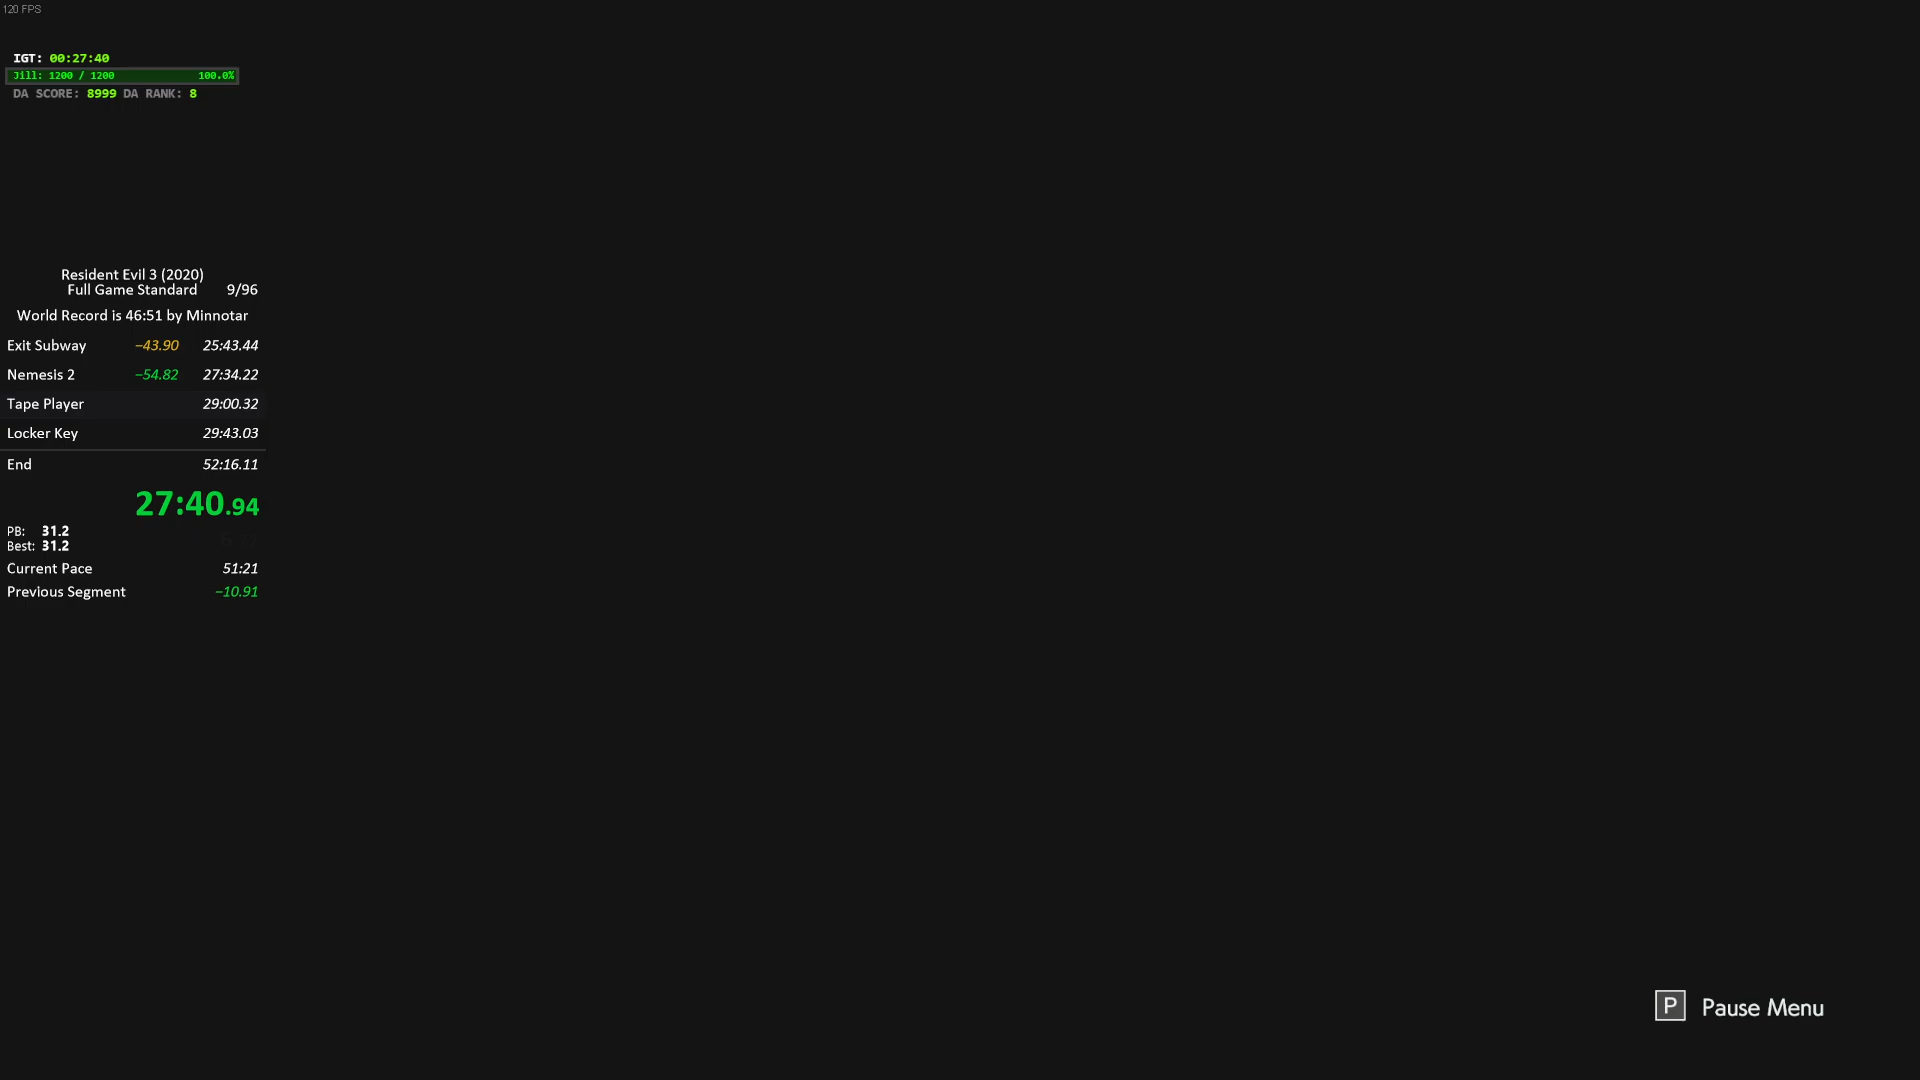 120 FPS
IGT: 00:27:40
Jill: 1200 / 1200 100.0%
DA SCORE: 8999 DA RANK: 8
Resident Evil 3 (2020)
Full Game Standard 9/96
World Record is 46:51 by Minnotar
Exit Subway −43.90 25:43.44
Nemesis 2 −54.82 27:34.22
Tape Player 29:00.32
Locker Key 29:43.03
End 52:16.11
27:40.94
PB: 31.2
Best: 31.2
Current Pace 51:21
Previous Segment −10.91
P Pause Menu